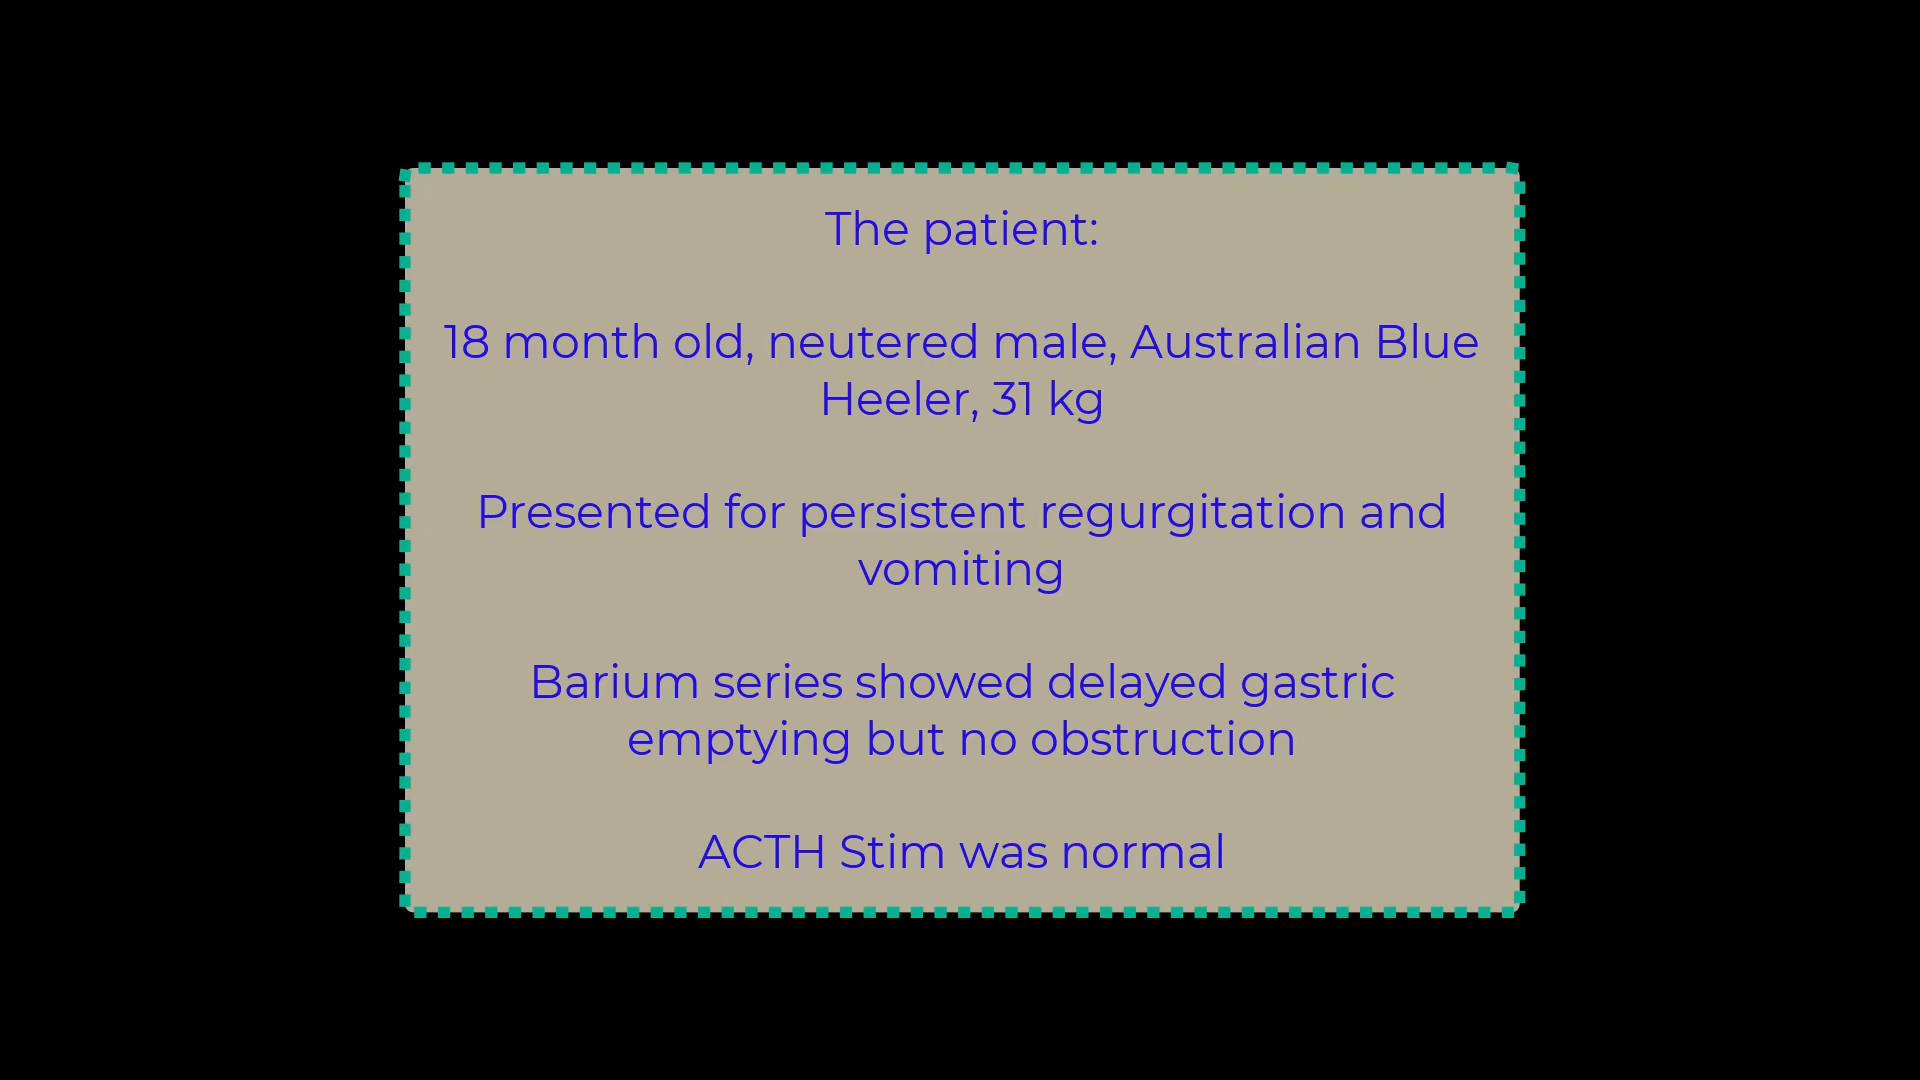 The patient:
18 month old, neutered male, Australian Blue
Heeler, 31 kg
Presented for persistent regurgitation and
vomiting
Barium series showed delayed gastric
emptying but no obstruction
ACTH Stim was normal